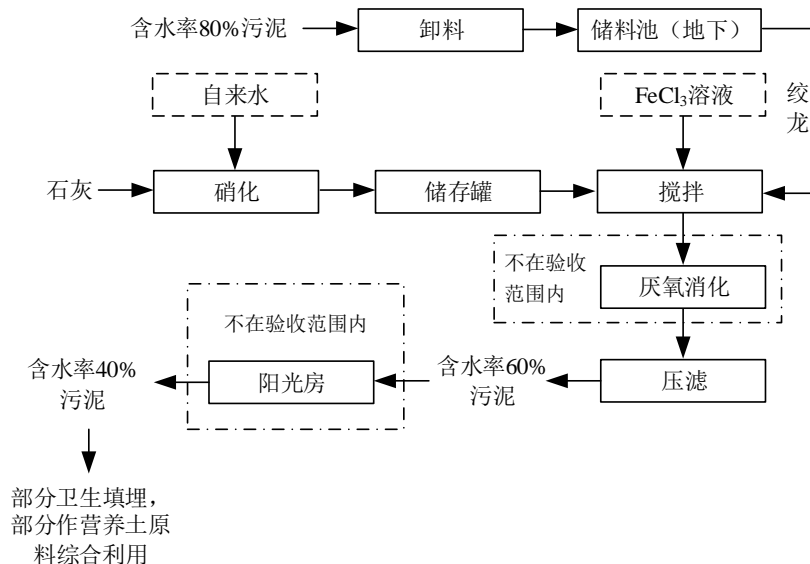 含水率80%污泥
卸料
储料池（地下）
自来水
FeCl₃溶液
绞
龙
石灰
硝化
储存罐
搅拌
不在验收
范围内
厌氧消化
不在验收范围内
含水率40%
污泥
阳光房
含水率60%
污泥
压滤
部分卫生填埋，
部分作营养土原
料综合利用